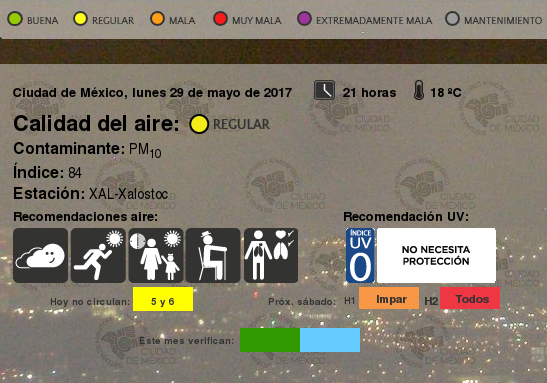 BUENA REGULAR MALA MUY MALA EXTREMADAMENTE MALA MANTENIMIENTO
Ciudad de México, lunes 29 de mayo de 2017 21 horas 18 ºC
Calidad del aire: REGULAR
Contaminante: PM10
Índice: 84
Estación: XAL-Xalostoc
Recomendaciones aire: Recomendación UV:
ÍNDICE
UV
0
NO NECESITA
PROTECCIÓN
Hoy no circulan: 5 y 6 Próx. sábado: H1 Impar H2 Todos
Este mes verifican:
CIUDAD
DE MÉXICO